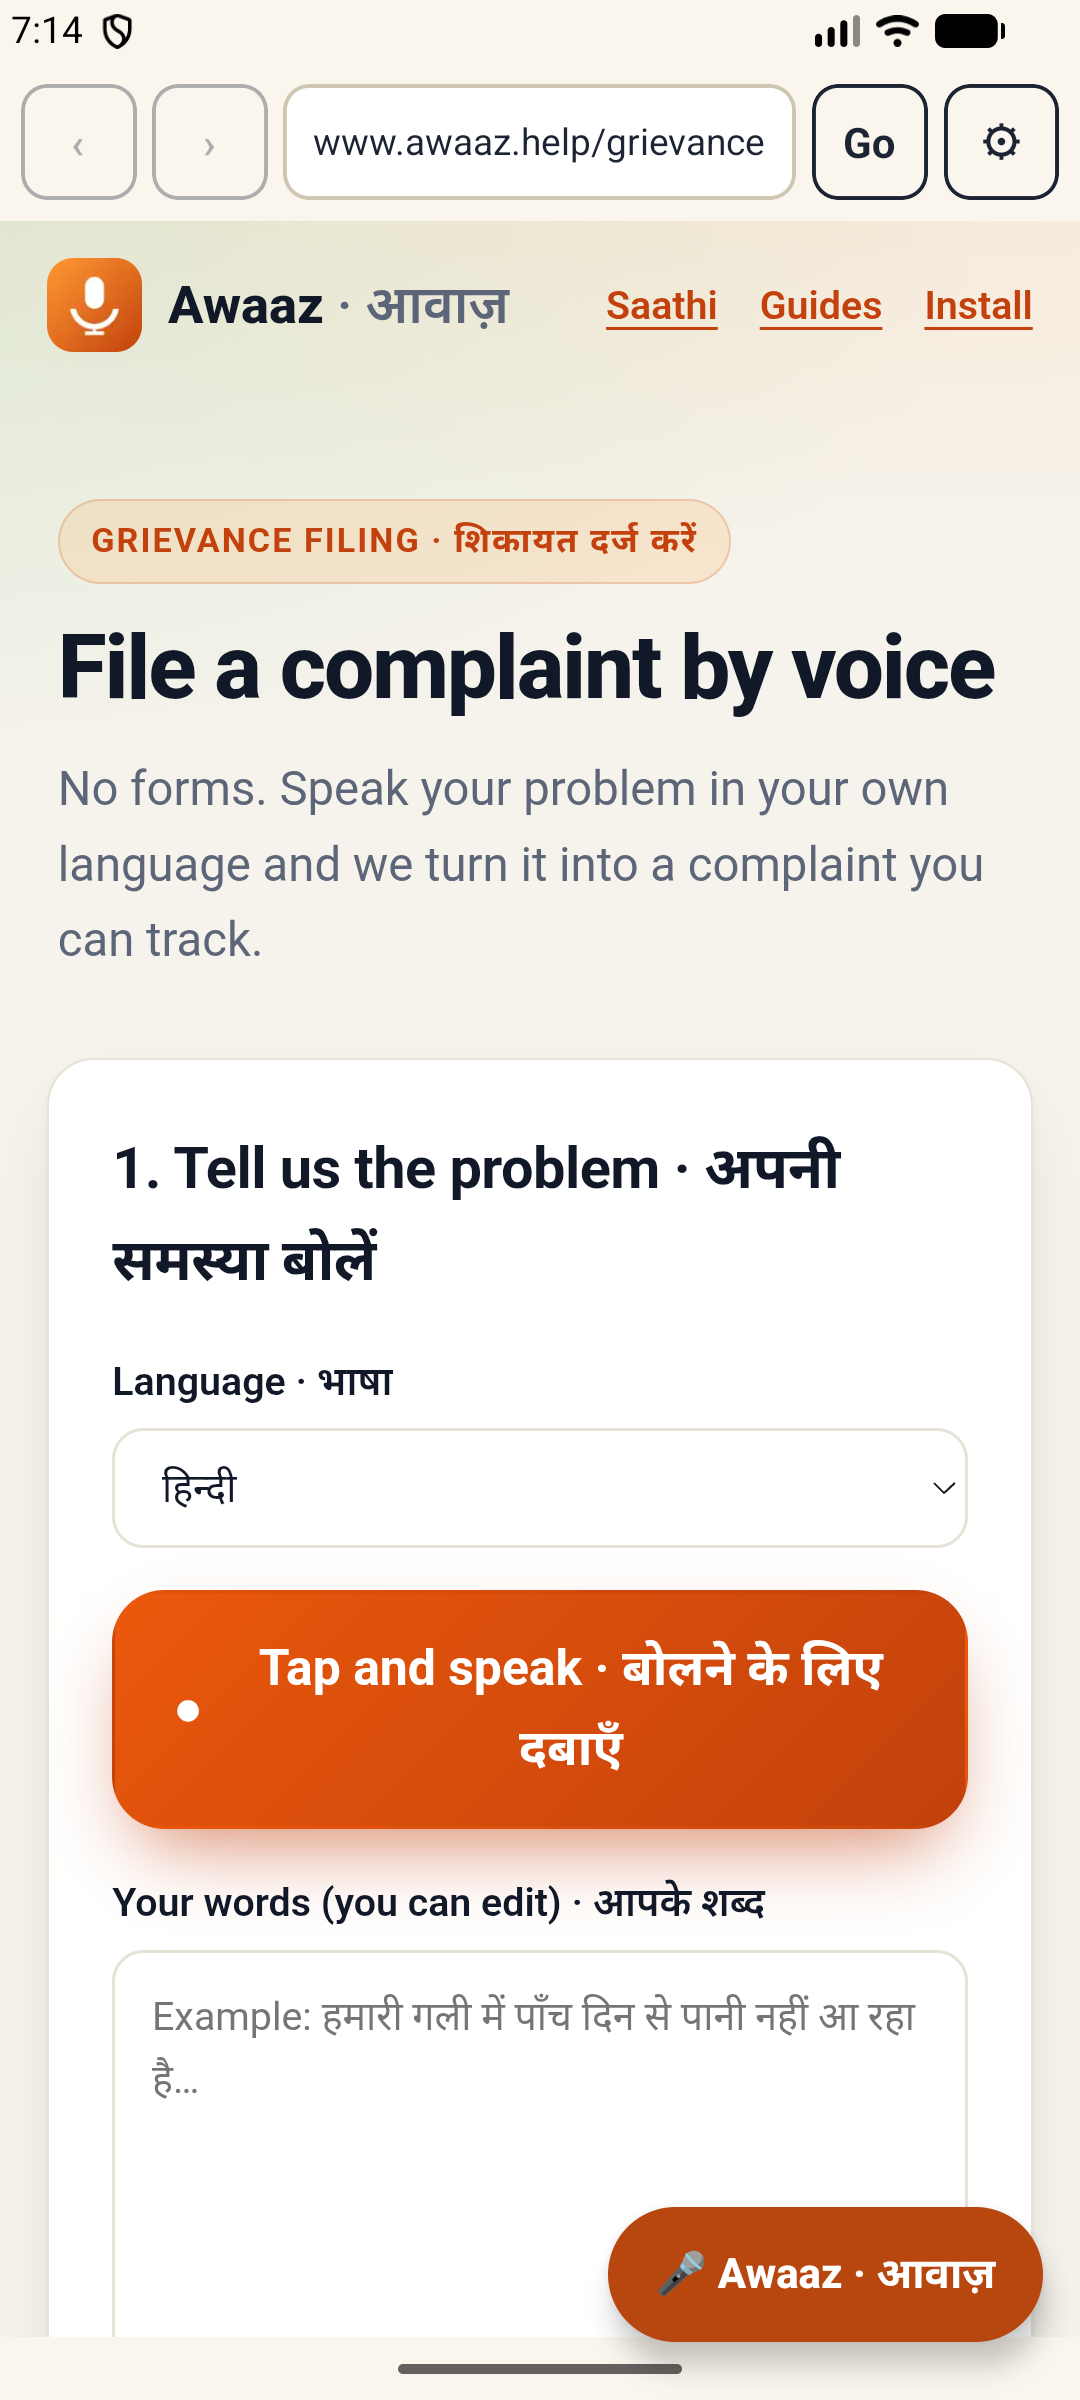 7:14
‹ › www.awaaz.help/grievance Go ⚙
Awaaz · आवाज़ Saathi Guides Install
GRIEVANCE FILING · शिकायत दर्ज करें
File a complaint by voice
No forms. Speak your problem in your own
language and we turn it into a complaint you
can track.
1. Tell us the problem · अपनी
समस्या बोलें
Language · भाषा
हिन्दी
Tap and speak · बोलने के लिए
दबाएँ
Your words (you can edit) · आपके शब्द
Example: हमारी गली में पाँच दिन से पानी नहीं आ रहा
है…
🎤 Awaaz · आवाज़